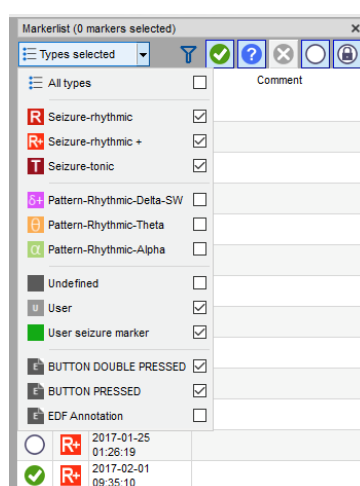 Markerlist (0 markers selected)
Types selected
Comment
All types
R Seizure-rhythmic
R+ Seizure-rhythmic +
T Seizure-tonic
δ+ Pattern-Rhythmic-Delta-SW
θ Pattern-Rhythmic-Theta
α Pattern-Rhythmic-Alpha
Undefined
U User
User seizure marker
E BUTTON DOUBLE PRESSED
E BUTTON PRESSED
E EDF Annotation
R+ 2017-01-25
01:26:19
R+ 2017-02-01
09:35:10